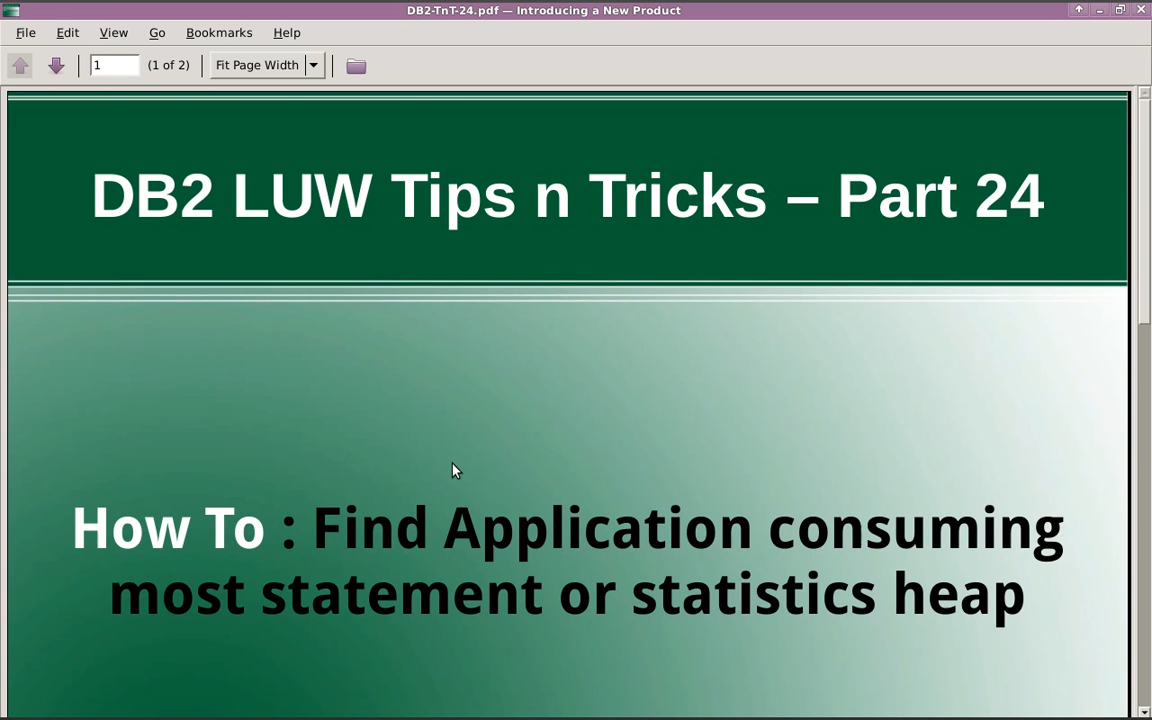 DB2-TnT-24.pdf — Introducing a New Product
File Edit View Go Bookmarks Help
1 (1 of 2) Fit Page Width
DB2 LUW Tips n Tricks – Part 24
How To : Find Application consuming
most statement or statistics heap